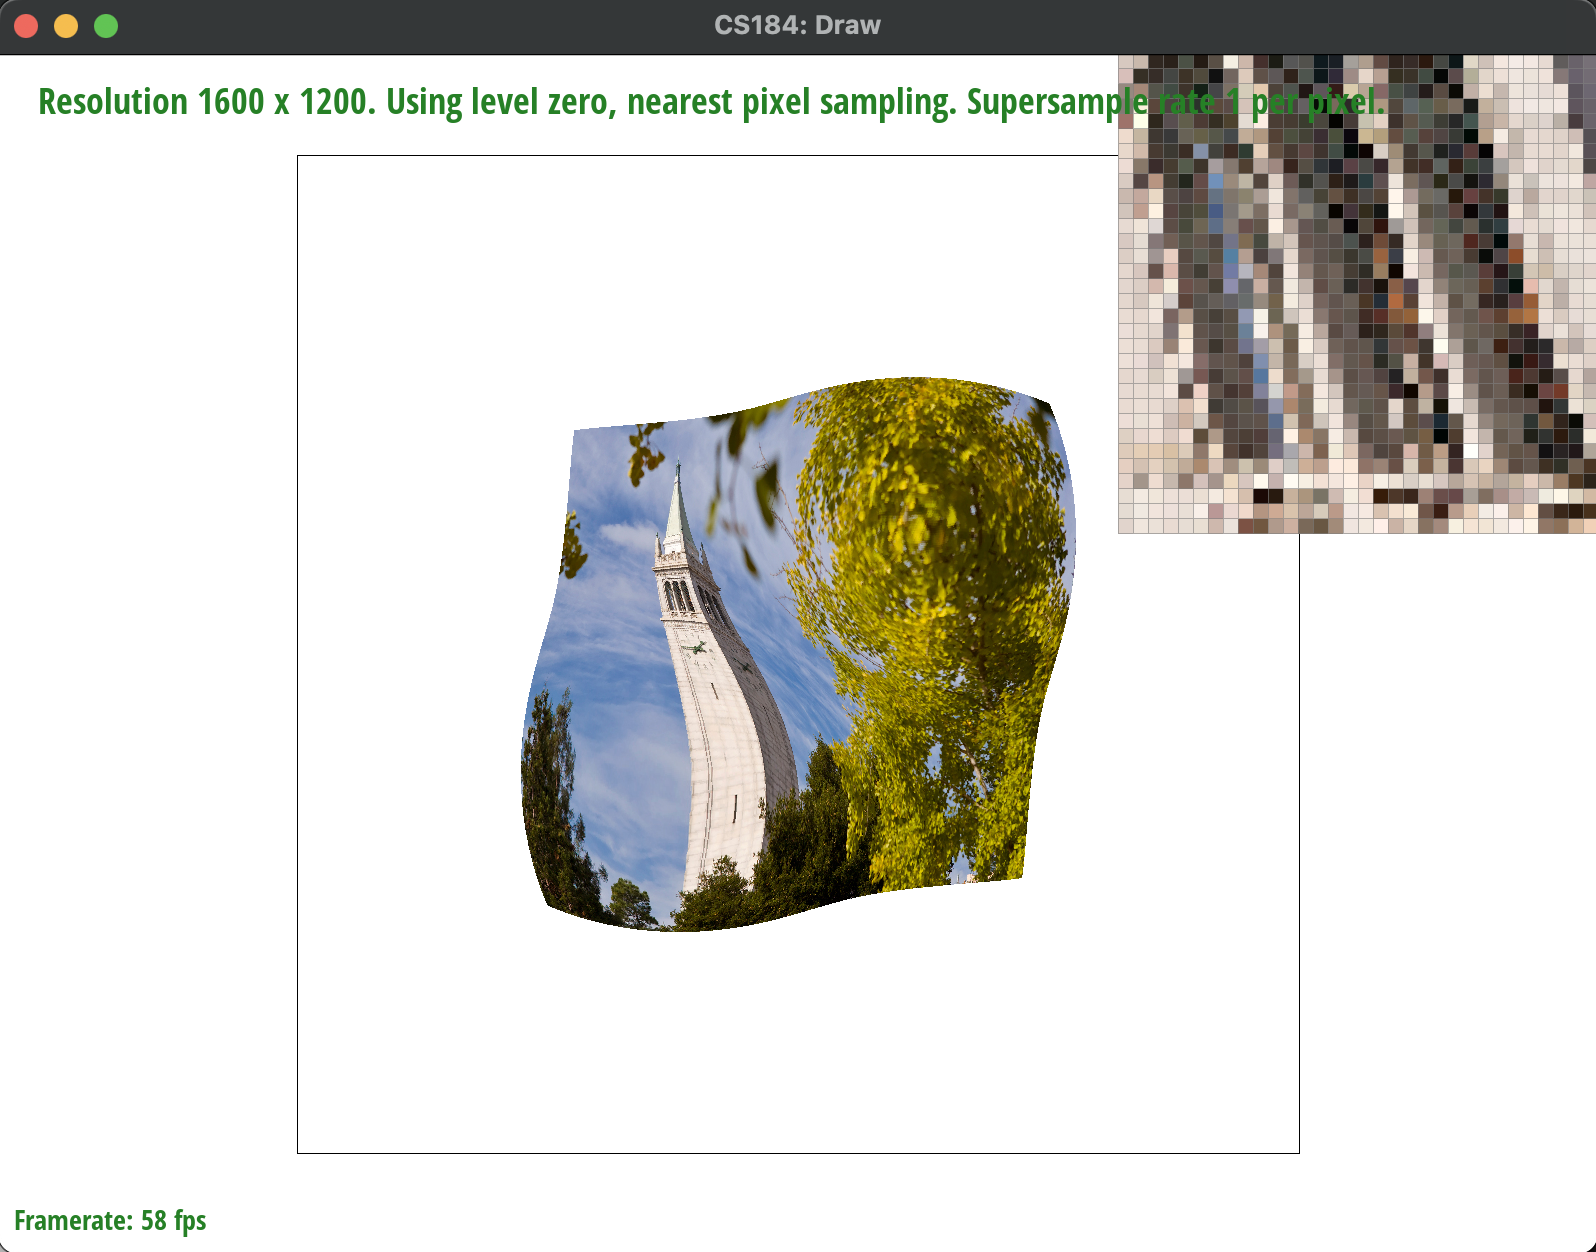 CS184: Draw
Resolution 1600 x 1200. Using level zero, nearest pixel sampling. Supersample rate 1 per pixel.
Framerate: 58 fps